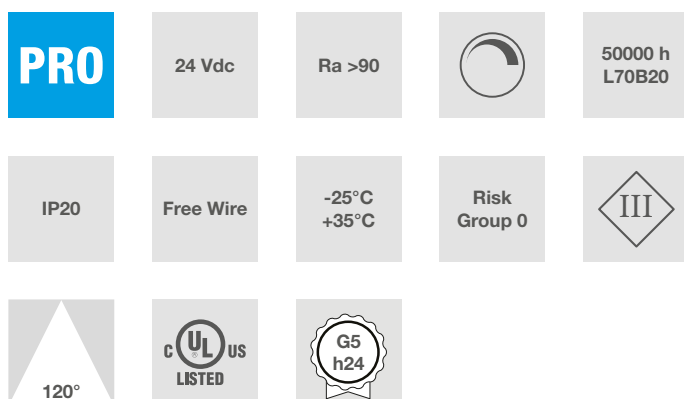 PRO
24 Vdc
Ra >90
50000 h
L70B20
IP20
Free Wire
-25°C
+35°C
Risk
Group 0
III
120°
C UL US
®
LISTED
G5
h24